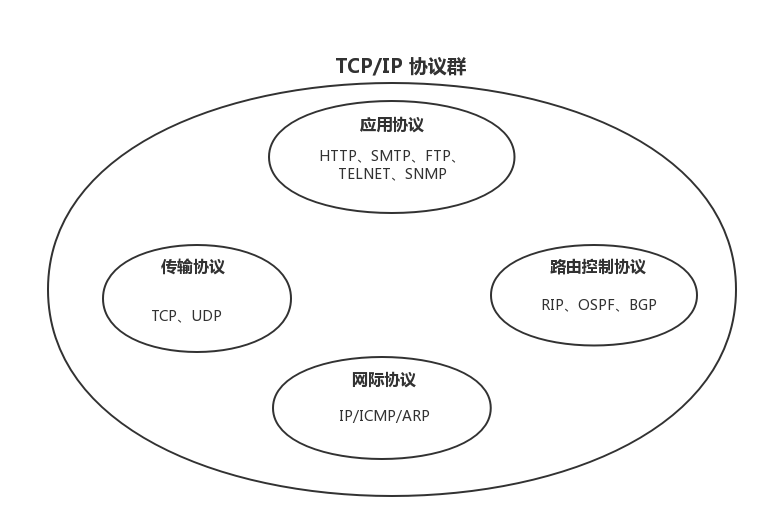 TCP/IP 协议群
应用协议
HTTP、SMTP、FTP、
TELNET、SNMP
传输协议
TCP、UDP
路由控制协议
RIP、OSPF、BGP
网际协议
IP/ICMP/ARP